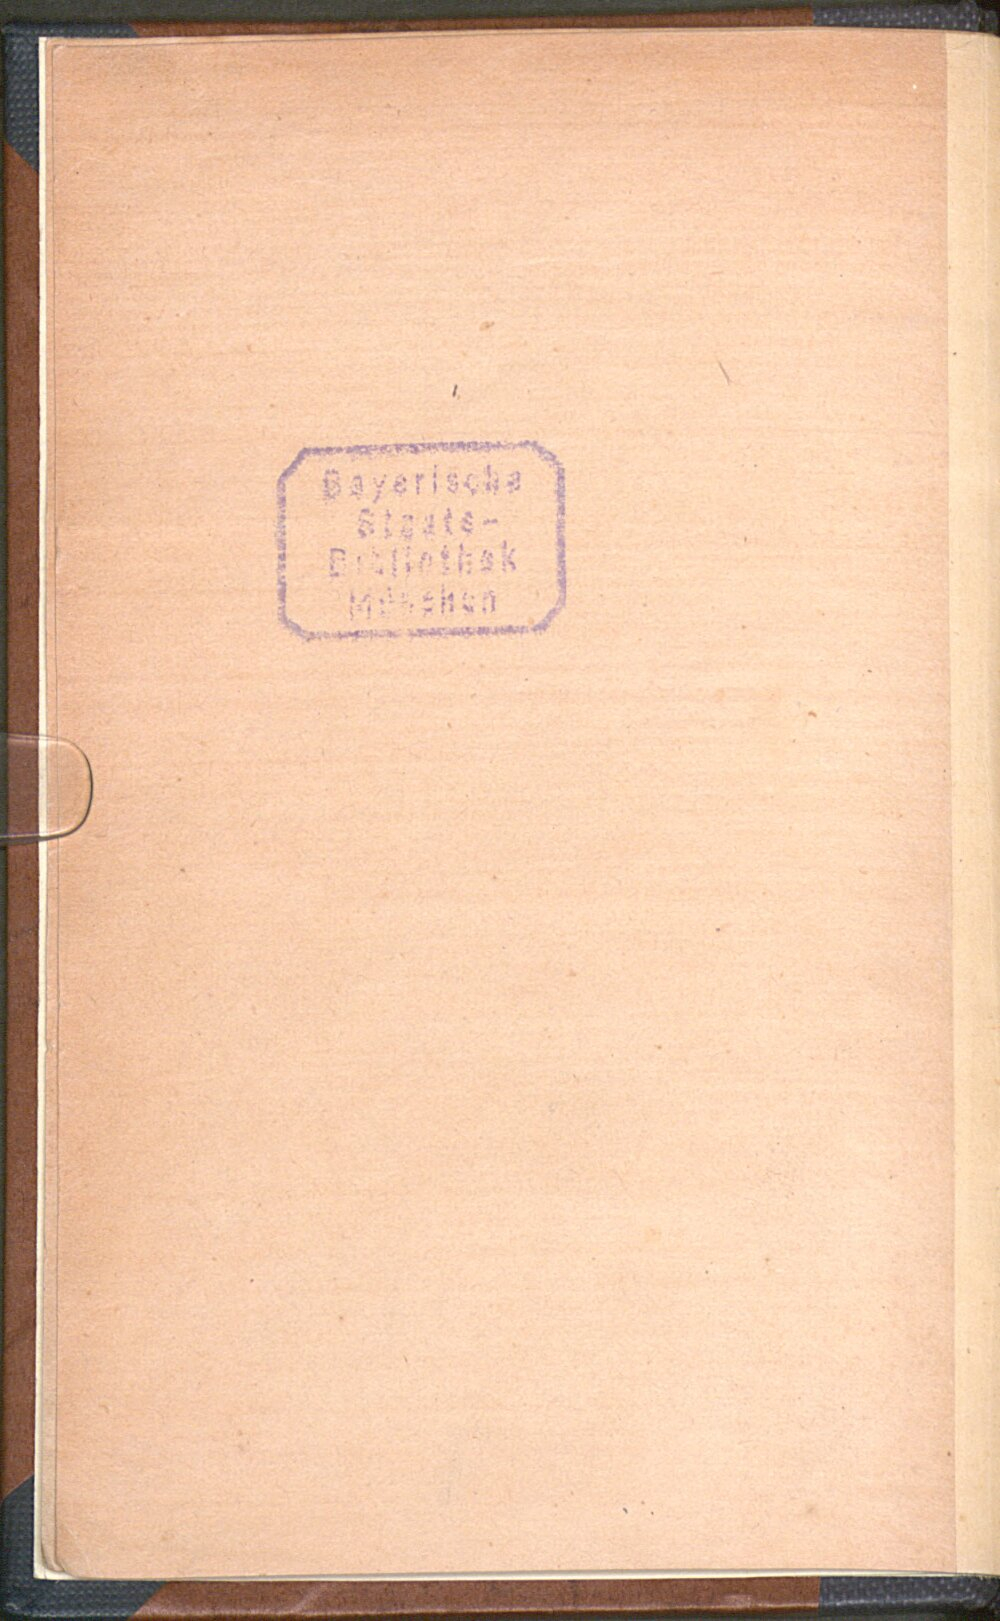 Bayerische
Staats-
Bibliothek
München